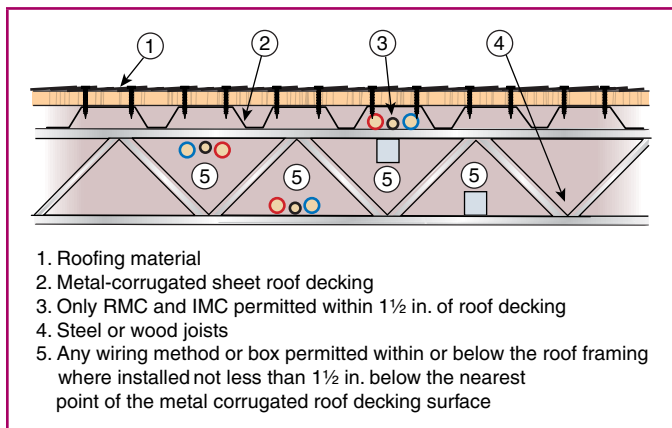 1 2 3 4
5 5 5 5
1. Roofing material
2. Metal-corrugated sheet roof decking
3. Only RMC and IMC permitted within 1½ in. of roof decking
4. Steel or wood joists
5. Any wiring method or box permitted within or below the roof framing
where installed not less than 1½ in. below the nearest
point of the metal corrugated roof decking surface